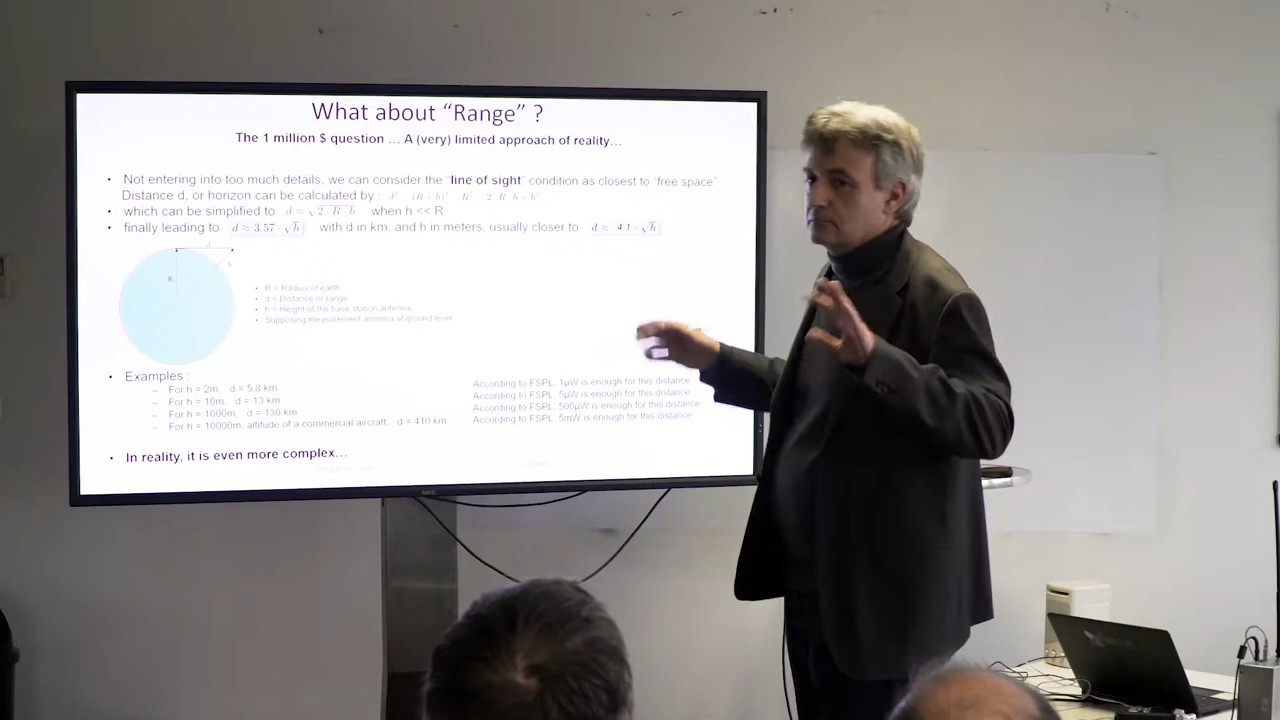 What about “Range” ?
The 1 million $ question … A (very) limited approach of reality…
• Not entering into too much details, we can consider the “line of sight” condition as closest to “free space”
Distance d, or horizon can be calculated by : d² = (R + h)² - R² = 2 · R · h + h²
• which can be simplified to d ≈ √2 · R · h when h << R
• finally leading to d ≈ 3.57 · √h with d in km, and h in meters, usually closer to d ≈ 4.1 · √h
d
h
R
• R = Radius of earth
• d = Distance or range
• h = Height of the base station antenna
• Supposing measurement antenna at ground level
• Examples :
– For h = 2m, d = 5.8 km According to FSPL, 1µW is enough for this distance
– For h = 10m, d = 13 km According to FSPL, 5µW is enough for this distance
– For h = 1000m, d = 130 km According to FSPL, 500µW is enough for this distance
– For h = 10000m, altitude of a commercial aircraft, d = 410 km According to FSPL, 5mW is enough for this distance
• In reality, it is even more complex…
NEC